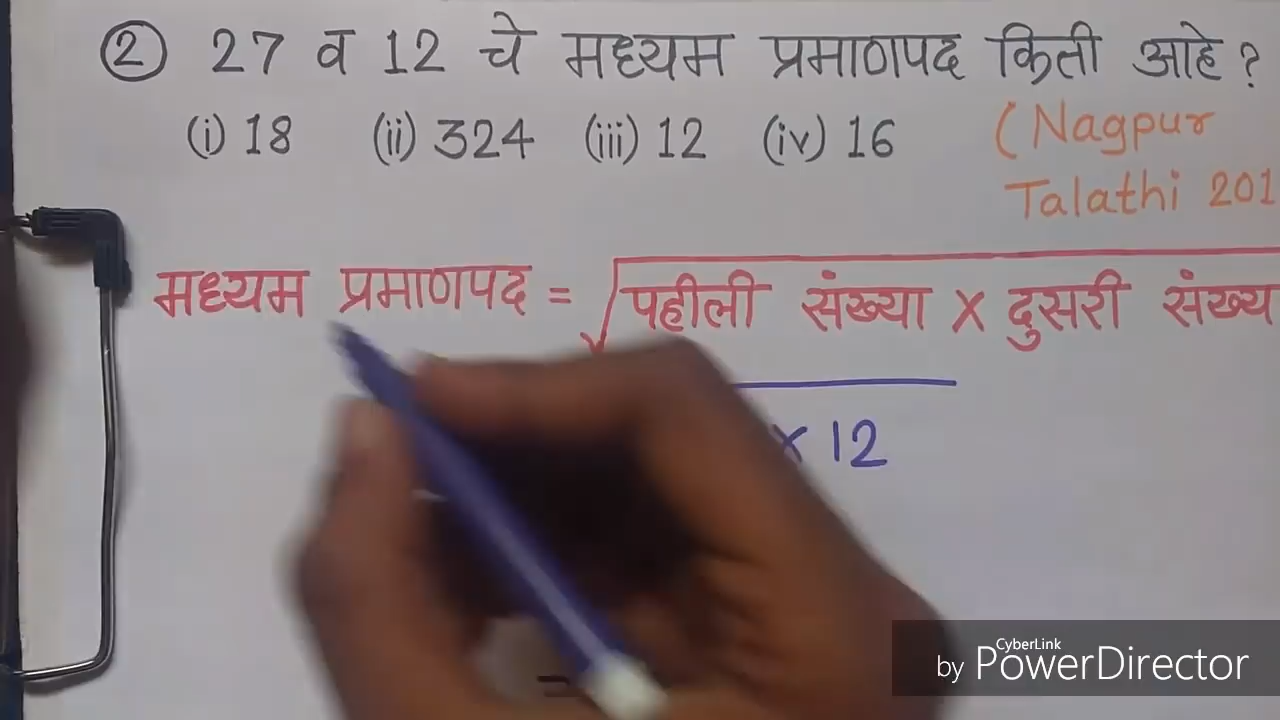 ② 27 व 12 चे मध्यम प्रमाणपद किती आहे ?
(i) 18 (ii) 324 (iii) 12 (iv) 16
(Nagpur
Talathi 201
मध्यम प्रमाणपद = √पहीली संख्या x दुसरी संख्य
x 12
=
CyberLink
by PowerDirector